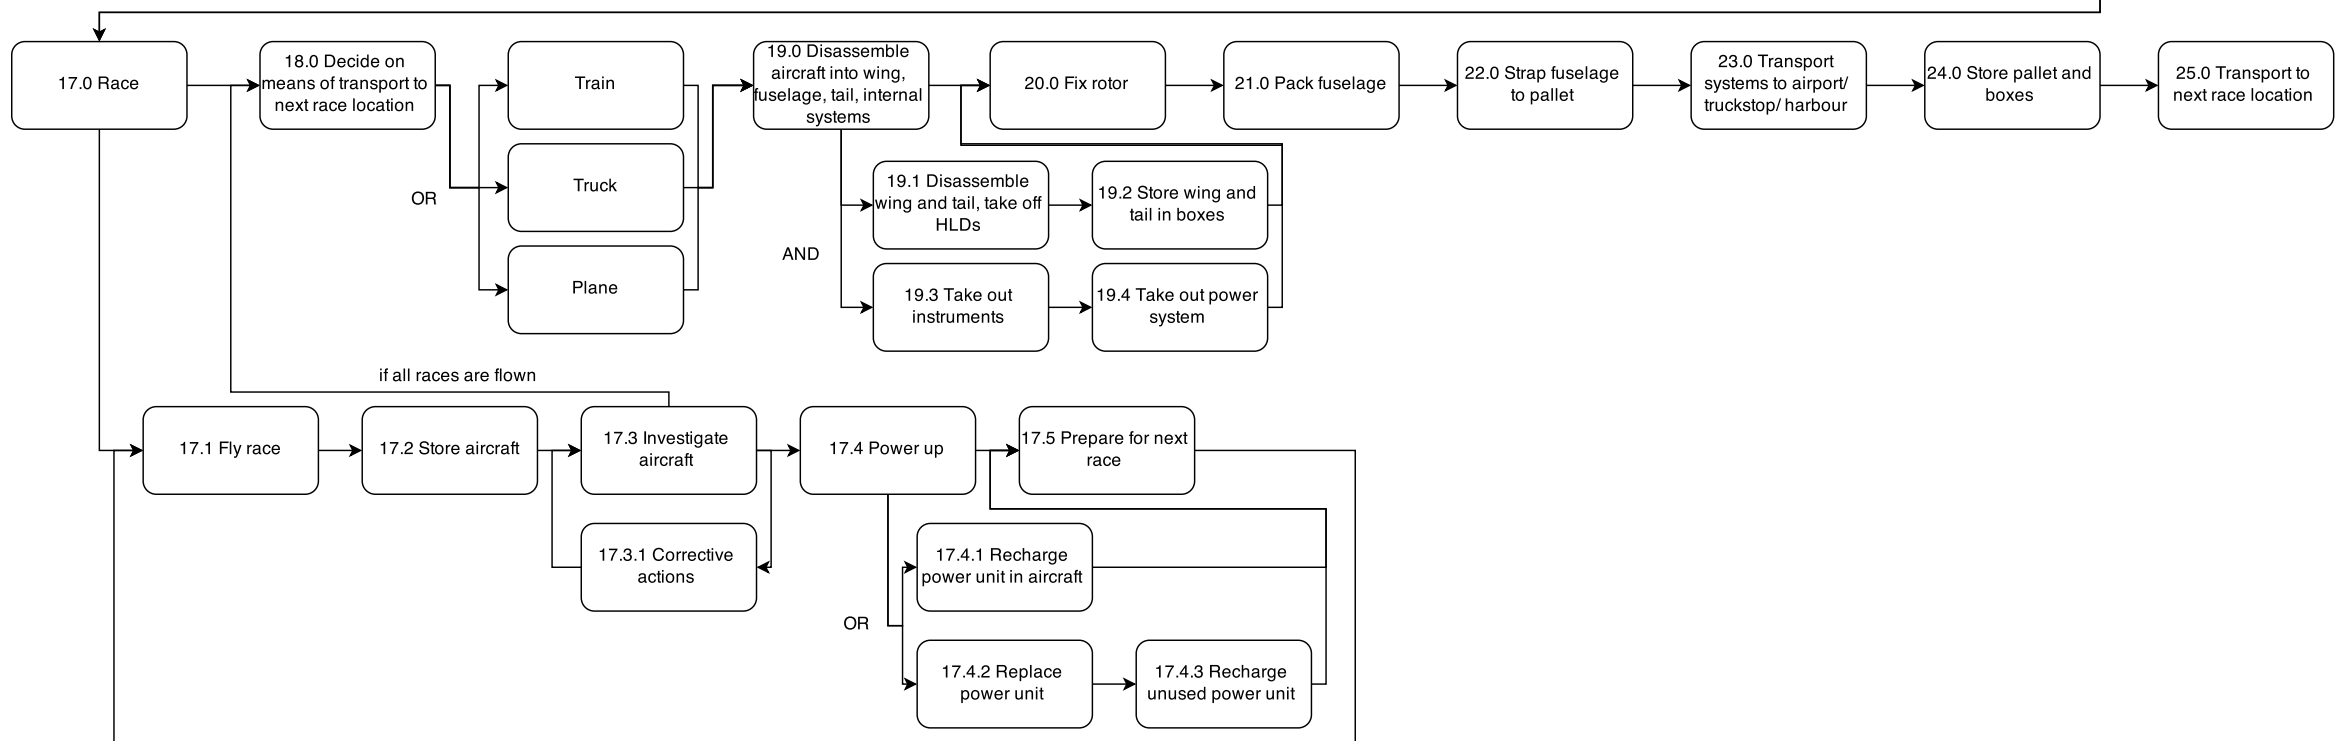 17.0 Race
18.0 Decide on
means of transport to
next race location
Train
Truck
Plane
OR
19.0 Disassemble
aircraft into wing,
fuselage, tail, internal
systems
20.0 Fix rotor
21.0 Pack fuselage
22.0 Strap fuselage
to pallet
23.0 Transport
systems to airport/
truckstop/ harbour
24.0 Store pallet and
boxes
25.0 Transport to
next race location
AND
19.1 Disassemble
wing and tail, take off
HLDs
19.2 Store wing and
tail in boxes
19.3 Take out
instruments
19.4 Take out power
system
if all races are flown
17.1 Fly race
17.2 Store aircraft
17.3 Investigate
aircraft
17.4 Power up
17.5 Prepare for next
race
17.3.1 Corrective
actions
OR
17.4.1 Recharge
power unit in aircraft
17.4.2 Replace
power unit
17.4.3 Recharge
unused power unit